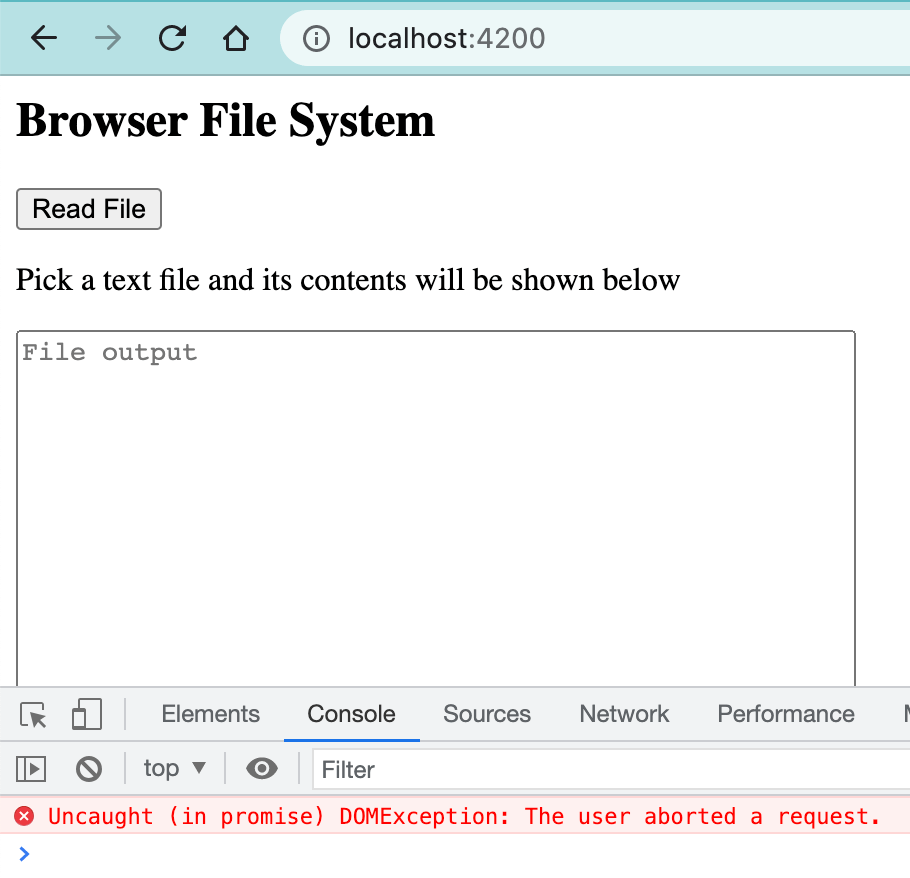 localhost:4200
Browser File System
Read File
Pick a text file and its contents will be shown below
File output
Elements Console Sources Network Performance
top ▼ Filter
Uncaught (in promise) DOMException: The user aborted a request.